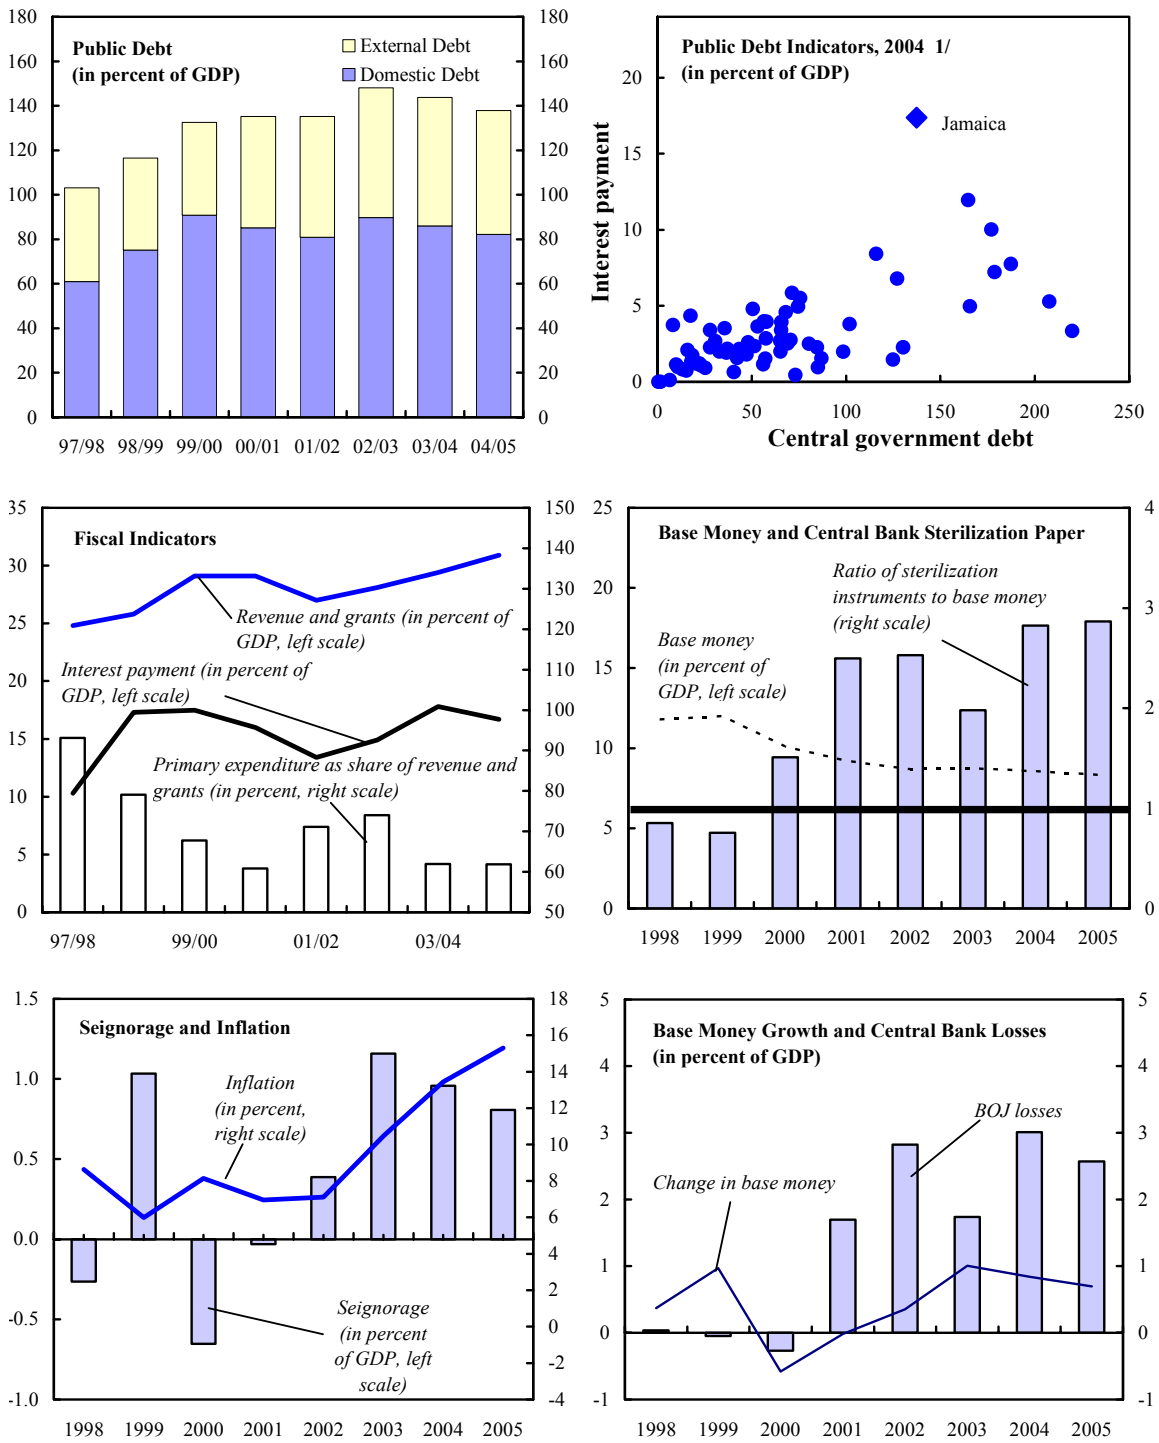 Public Debt
(in percent of GDP)
External Debt
Domestic Debt
180 180
160 160
140 140
120 120
100 100
80 80
60 60
40 40
20 20
0 0
97/98 98/99 99/00 00/01 01/02 02/03 03/04 04/05
Public Debt Indicators, 2004 1/
(in percent of GDP)
Interest payment
20
15
10
5
0
Jamaica
0 50 100 150 200 250
Central government debt
Fiscal Indicators
35 150
30 140
25 130
20 120
15 110
10 100
5 90
0 80
70
60
50
Revenue and grants (in percent of
GDP, left scale)
Interest payment (in percent of
GDP, left scale)
Primary expenditure as share of revenue and
grants (in percent, right scale)
97/98 99/00 01/02 03/04
Base Money and Central Bank Sterilization Paper
25 4
20 3
15 2
10 1
5 0
0
Ratio of sterilization
instruments to base money
(right scale)
Base money
(in percent of
GDP, left scale)
1998 1999 2000 2001 2002 2003 2004 2005
Seignorage and Inflation
1.5 18
1.0 16
0.5 14
0.0 12
-0.5 10
-1.0 8
6
4
2
0
-2
-4
Inflation
(in percent,
right scale)
Seignorage
(in percent
of GDP, left
scale)
1998 1999 2000 2001 2002 2003 2004 2005
Base Money Growth and Central Bank Losses
(in percent of GDP)
5 5
4 4
3 3
2 2
1 1
0 0
-1 -1
BOJ losses
Change in base money
1998 1999 2000 2001 2002 2003 2004 2005